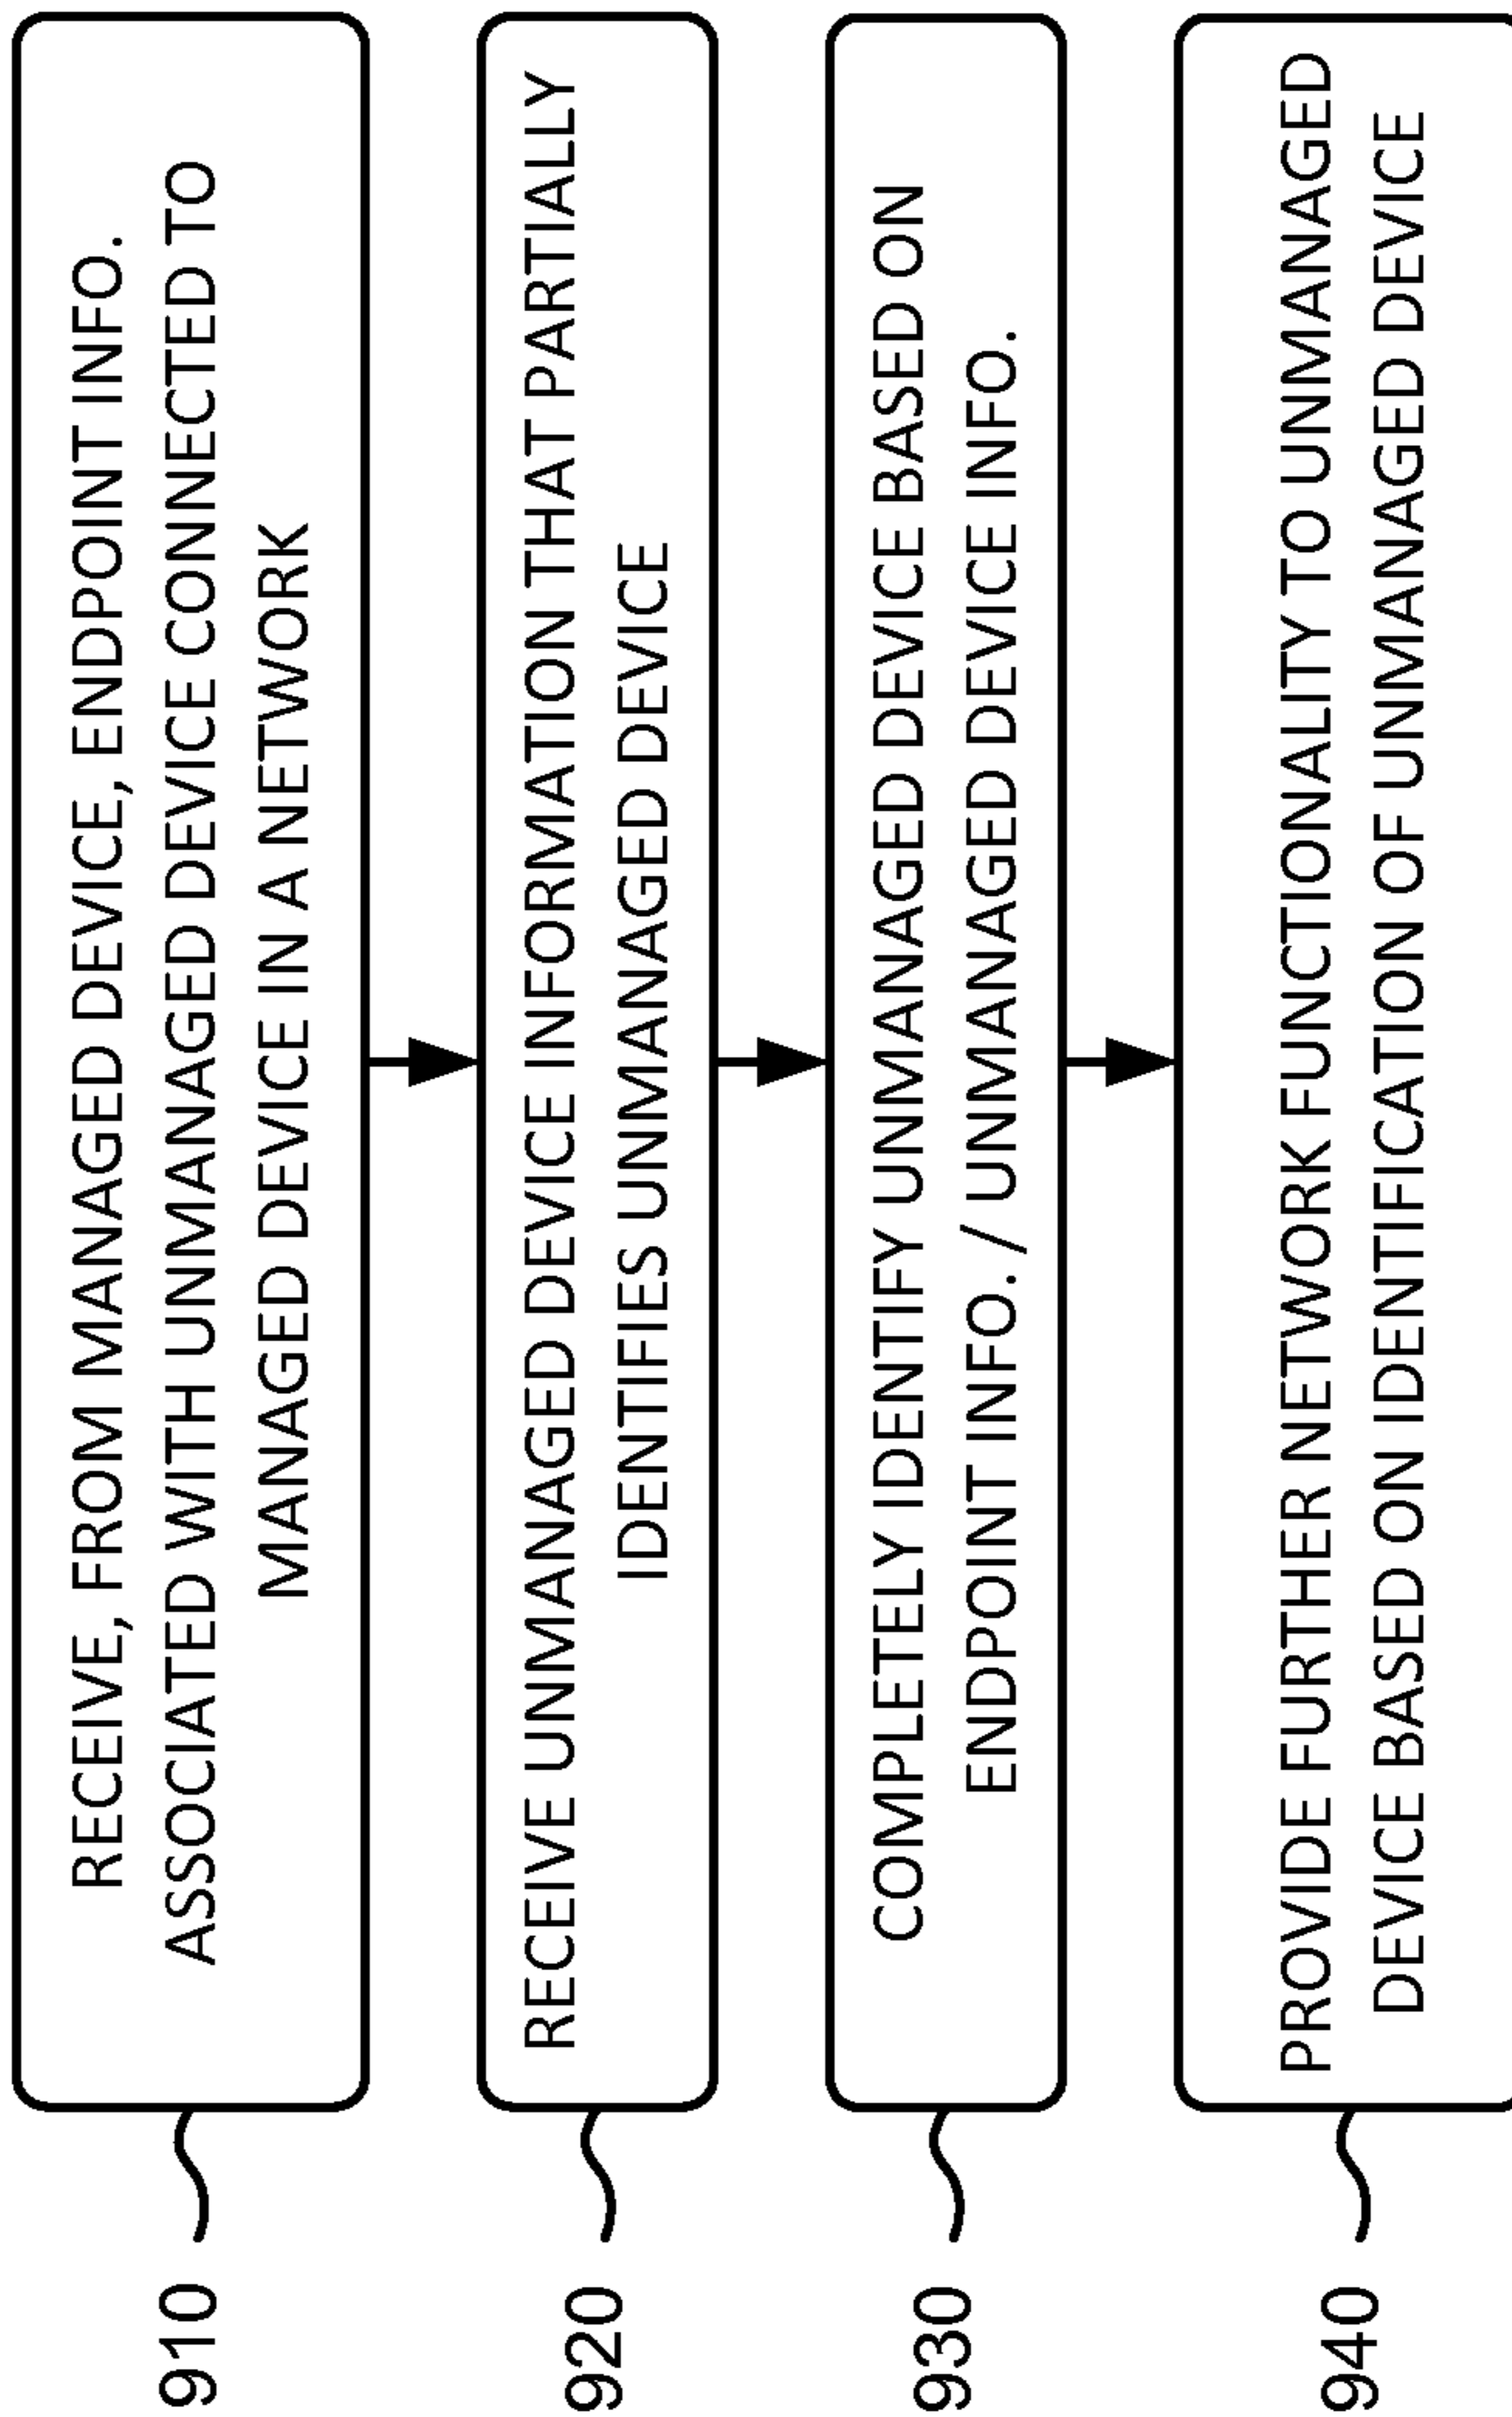 910
RECEIVE, FROM MANAGED DEVICE, ENDPOINT INFO.
ASSOCIATED WITH UNMANAGED DEVICE CONNECTED TO
MANAGED DEVICE IN A NETWORK
920
RECEIVE UNMANAGED DEVICE INFORMATION THAT PARTIALLY
IDENTIFIES UNMANAGED DEVICE
930
COMPLETELY IDENTIFY UNMANAGED DEVICE BASED ON
ENDPOINT INFO. / UNMANAGED DEVICE INFO.
940
PROVIDE FURTHER NETWORK FUNCTIONALITY TO UNMANAGED
DEVICE BASED ON IDENTIFICATION OF UNMANAGED DEVICE